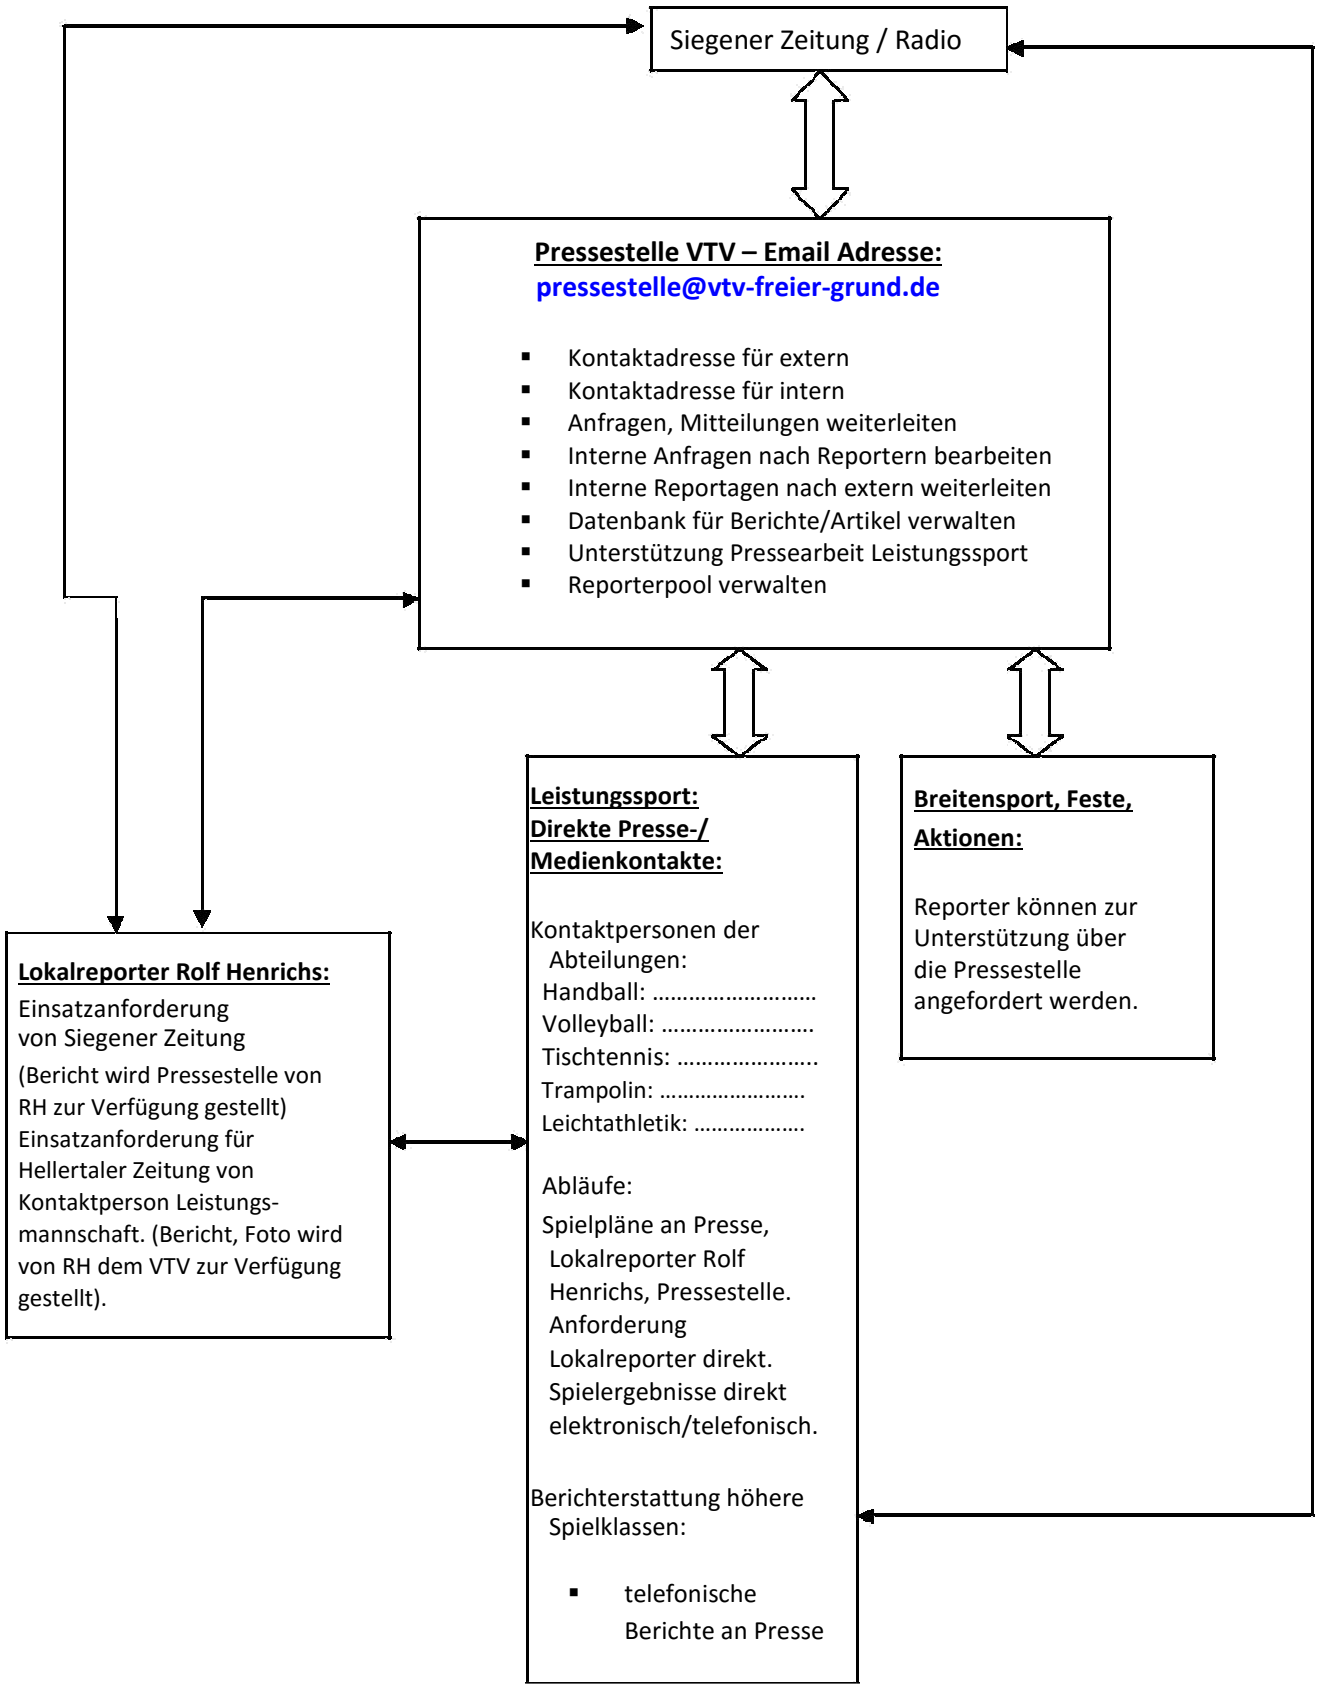 Siegener Zeitung / Radio
Pressestelle VTV – Email Adresse:
pressestelle@vtv-freier-grund.de
▪ Kontaktadresse für extern
▪ Kontaktadresse für intern
▪ Anfragen, Mitteilungen weiterleiten
▪ Interne Anfragen nach Reportern bearbeiten
▪ Interne Reportagen nach extern weiterleiten
▪ Datenbank für Berichte/Artikel verwalten
▪ Unterstützung Pressearbeit Leistungssport
▪ Reporterpool verwalten
Lokalreporter Rolf Henrichs:
Einsatzanforderung
von Siegener Zeitung
(Bericht wird Pressestelle von
RH zur Verfügung gestellt)
Einsatzanforderung für
Hellertaler Zeitung von
Kontaktperson Leistungs-
mannschaft. (Bericht, Foto wird
von RH dem VTV zur Verfügung
gestellt).
Leistungssport:
Direkte Presse-/
Medienkontakte:
Kontaktpersonen der
Abteilungen:
Handball: ………………………
Volleyball: …………………….
Tischtennis: …………………..
Trampolin: …………………….
Leichtathletik: ……………….
Abläufe:
Spielpläne an Presse,
Lokalreporter Rolf
Henrichs, Pressestelle.
Anforderung
Lokalreporter direkt.
Spielergebnisse direkt
elektronisch/telefonisch.
Berichterstattung höhere
Spielklassen:
▪ telefonische
Berichte an Presse
Breitensport, Feste,
Aktionen:
Reporter können zur
Unterstützung über
die Pressestelle
angefordert werden.